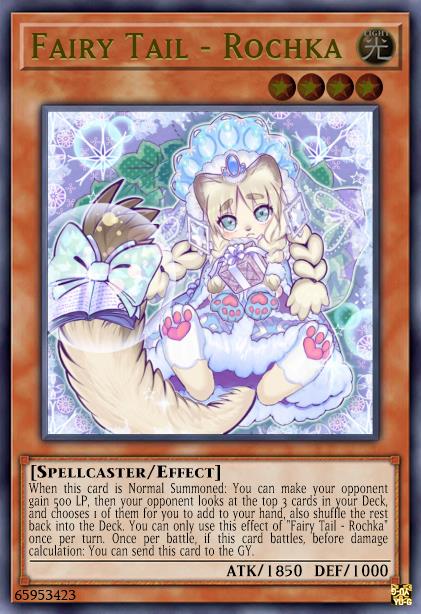 Fairy Tail - Rochka
LIGHT
光
[Spellcaster/Effect]
When this card is Normal Summoned: You can make your opponent
gain 500 LP, then your opponent looks at the top 3 cards in your Deck,
and chooses 1 of them for you to add to your hand, also shuffle the rest
back into the Deck. You can only use this effect of "Fairy Tail - Rochka"
once per turn. Once per battle, if this card battles, before damage
calculation: You can send this card to the GY.
ATK/1850 DEF/1000
65953423